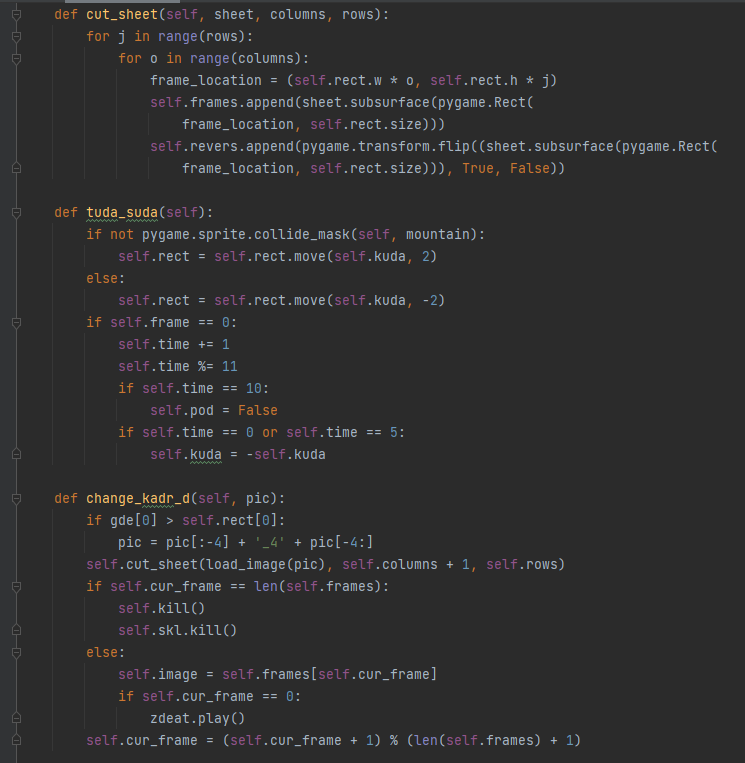 def cut_sheet(self, sheet, columns, rows):
    for j in range(rows):
        for o in range(columns):
            frame_location = (self.rect.w * o, self.rect.h * j)
            self.frames.append(sheet.subsurface(pygame.Rect(
                frame_location, self.rect.size)))
            self.revers.append(pygame.transform.flip((sheet.subsurface(pygame.Rect(
                frame_location, self.rect.size))), True, False))

def tuda_suda(self):
    if not pygame.sprite.collide_mask(self, mountain):
        self.rect = self.rect.move(self.kuda, 2)
    else:
        self.rect = self.rect.move(self.kuda, -2)
    if self.frame == 0:
        self.time += 1
        self.time %= 11
        if self.time == 10:
            self.pod = False
        if self.time == 0 or self.time == 5:
            self.kuda = -self.kuda

def change_kadr_d(self, pic):
    if gde[0] > self.rect[0]:
        pic = pic[:-4] + '_4' + pic[-4:]
    self.cut_sheet(load_image(pic), self.columns + 1, self.rows)
    if self.cur_frame == len(self.frames):
        self.kill()
        self.skl.kill()
    else:
        self.image = self.frames[self.cur_frame]
        if self.cur_frame == 0:
            zdeat.play()
    self.cur_frame = (self.cur_frame + 1) % (len(self.frames) + 1)